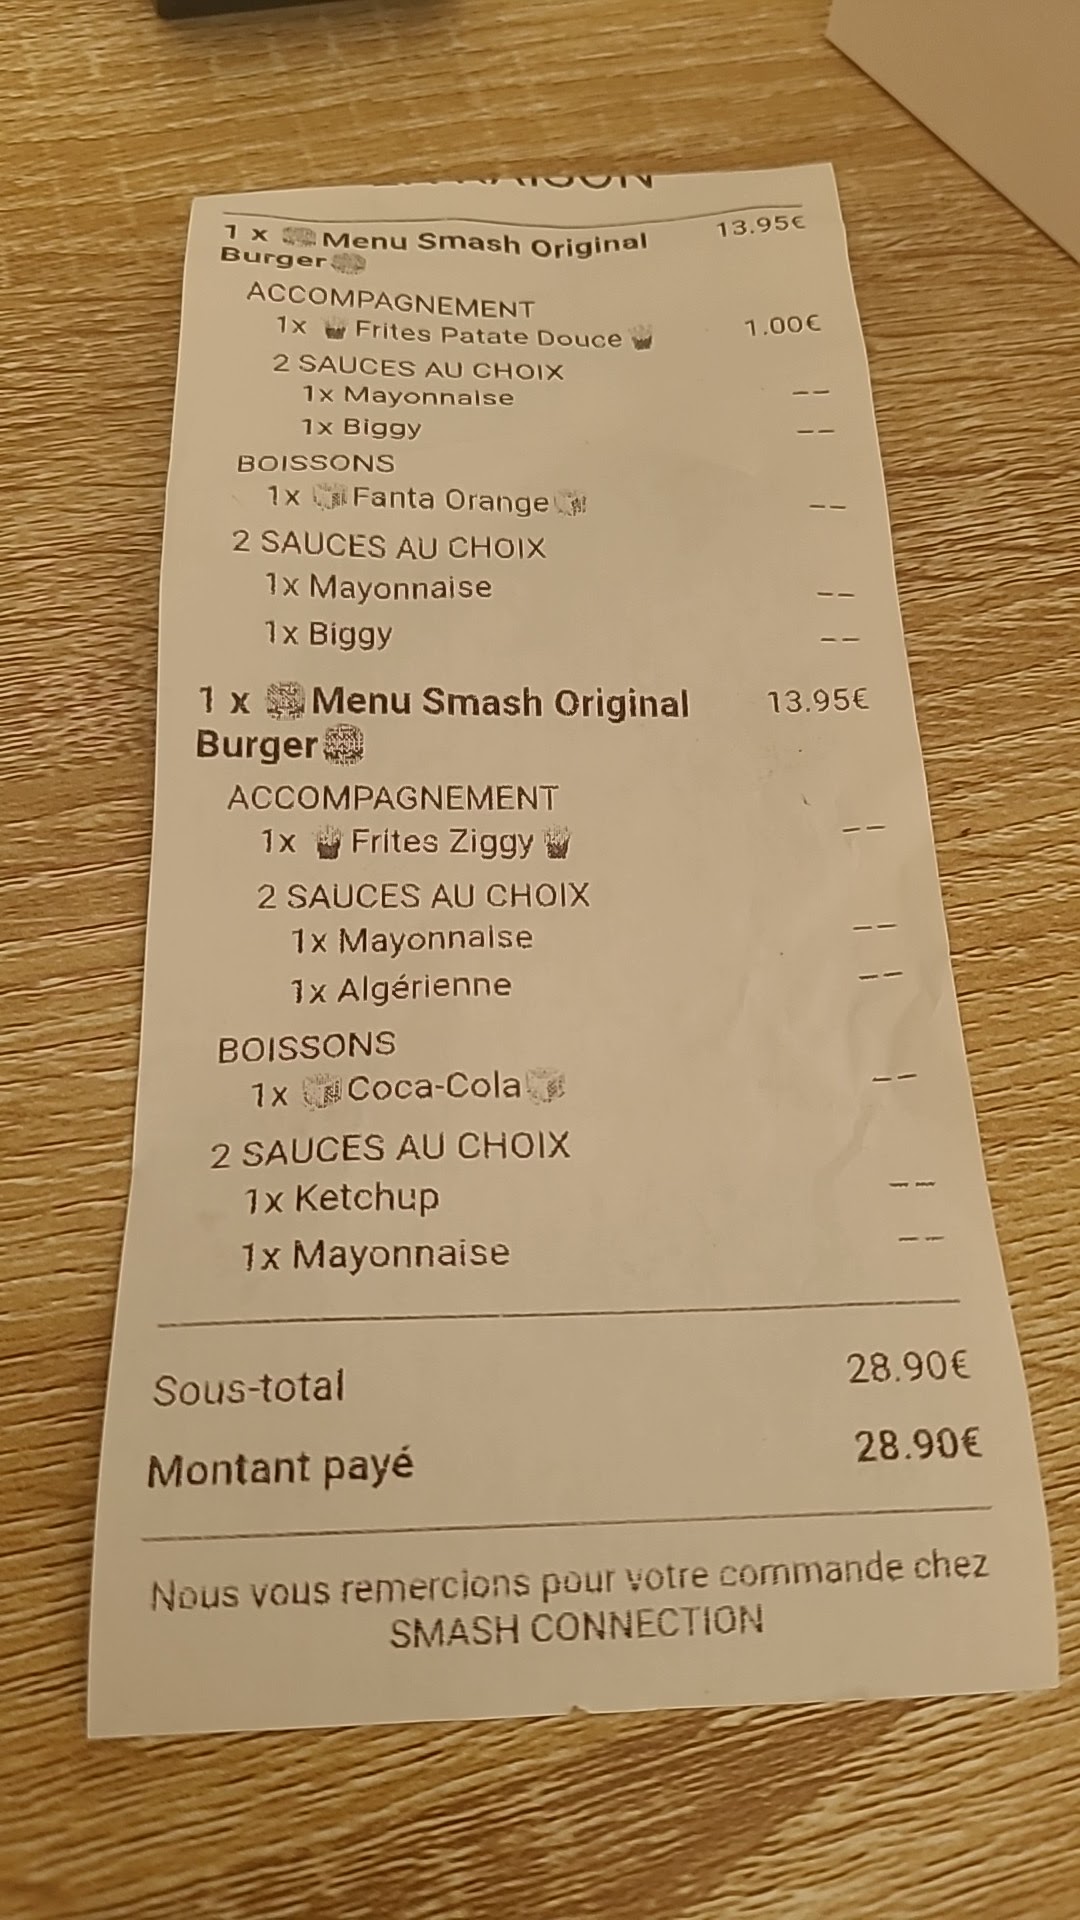 1 x Menu Smash Original 13.95€
Burger
ACCOMPAGNEMENT
1x Frites Patate Douce 1.00€
2 SAUCES AU CHOIX
1x Mayonnaise --
1x Biggy --
BOISSONS
1x Fanta Orange --
2 SAUCES AU CHOIX
1x Mayonnaise --
1x Biggy --
1 x Menu Smash Original 13.95€
Burger
ACCOMPAGNEMENT
1x Frites Ziggy --
2 SAUCES AU CHOIX
1x Mayonnaise --
1x Algérienne --
BOISSONS
1x Coca-Cola --
2 SAUCES AU CHOIX
1x Ketchup --
1x Mayonnaise --
Sous-total 28.90€
Montant payé 28.90€
Nous vous remercions pour votre commande chez
SMASH CONNECTION